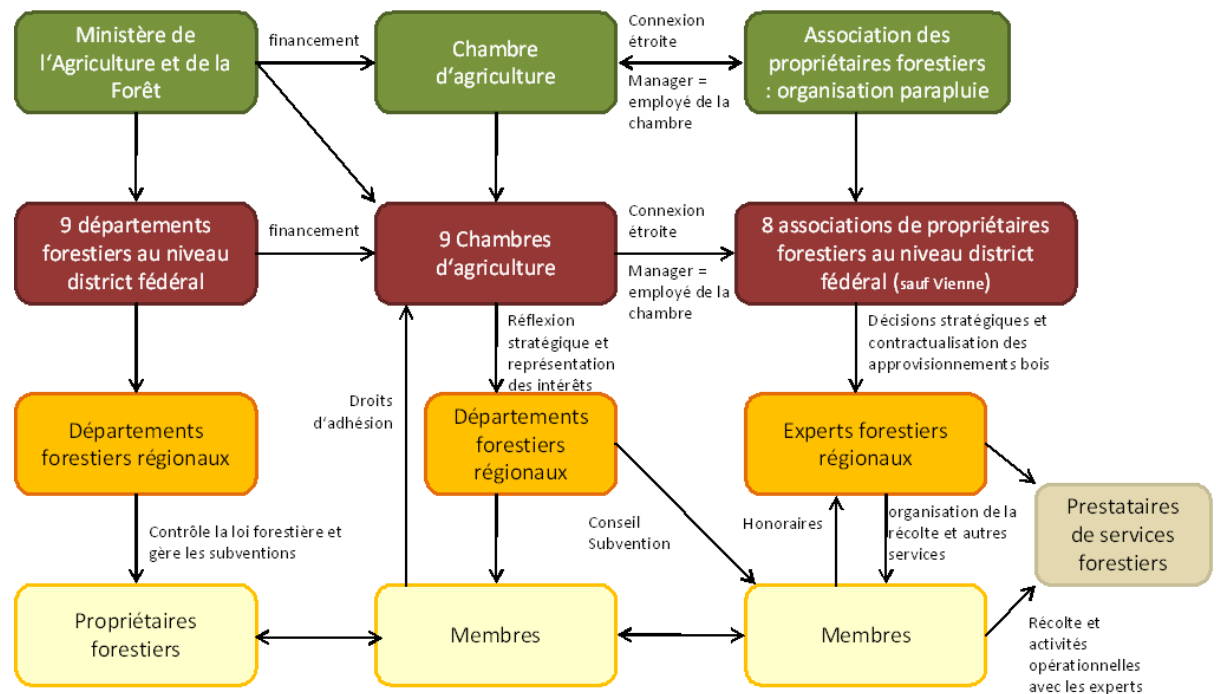 Ministère de
l'Agriculture et de la
Forêt
financement
Chambre
d'agriculture
Connexion
étroite
Manager =
employé de la
chambre
Association des
propriétaires forestiers
: organisation parapluie
9 départements
forestiers au niveau
district fédéral
financement
9 Chambres
d'agriculture
Connexion
étroite
Manager =
employé de la
chambre
8 associations de propriétaires
forestiers au niveau district
fédéral (sauf Vienne)
Réflexion
stratégique et
représentation
des intérêts
Décisions stratégiques et
contractualisation des
approvisionnements bois
Droits
d'adhésion
Départements
forestiers régionaux
Départements
forestiers
régionaux
Experts forestiers
régionaux
Contrôle la loi forestière et
gère les subventions
Conseil
Subvention
Honoraires
organisation de la
récolte et autres
services
Prestataires
de services
forestiers
Propriétaires
forestiers
Membres
Membres
Récolte et
activités
opérationnelles
avec les experts